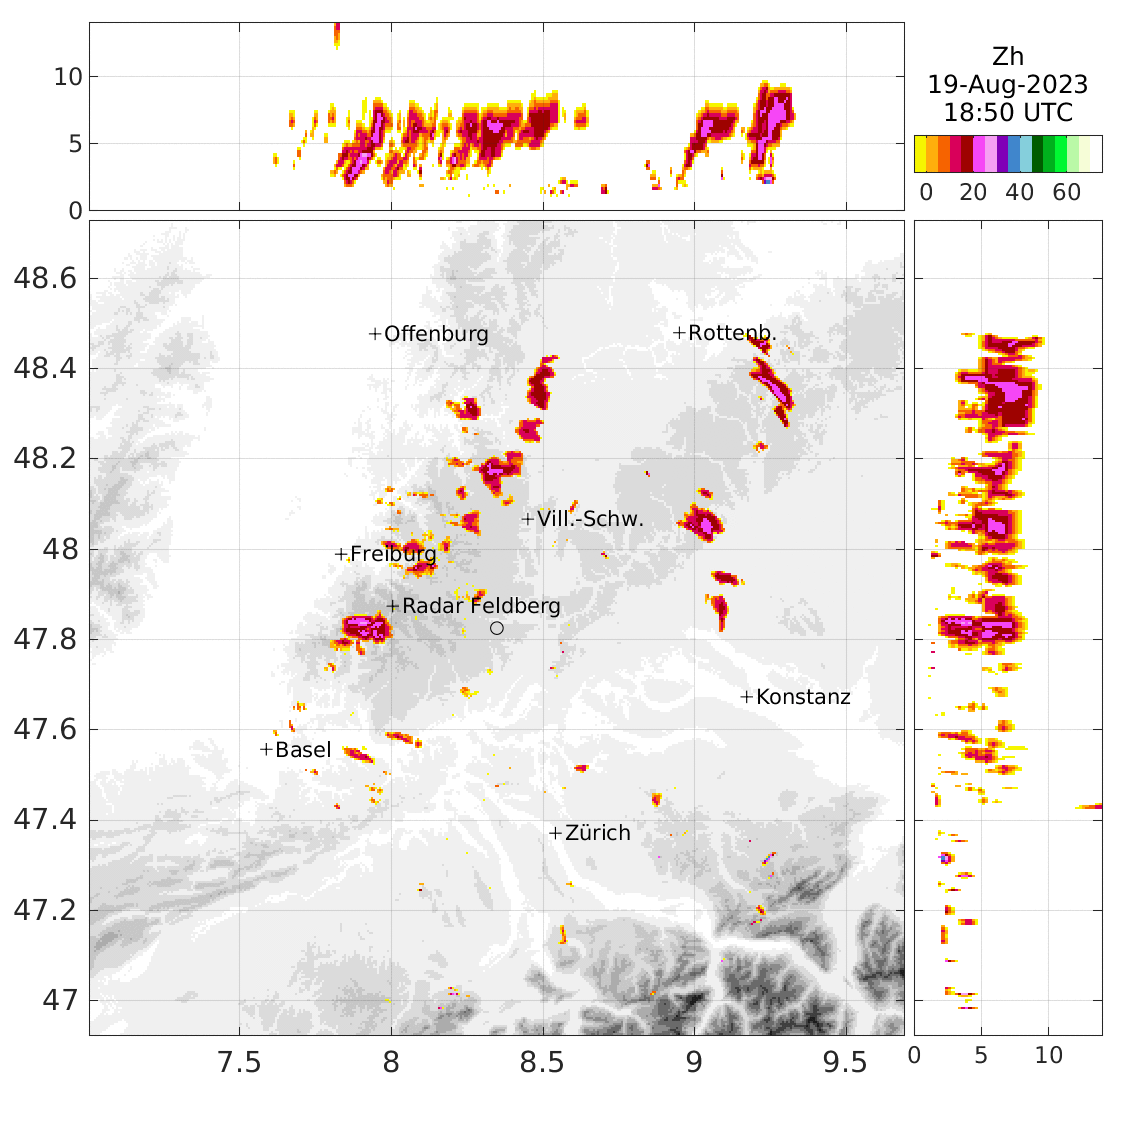 Zh
19-Aug-2023
18:50 UTC
0 20 40 60
10
5
0
48.6
48.4
48.2
48
47.8
47.6
47.4
47.2
47
+Offenburg
+Rottenb.
+Vill.-Schw.
+Freiburg
+Radar Feldberg
+Konstanz
+Basel
+Zürich
7.5 8 8.5 9 9.5
0 5 10